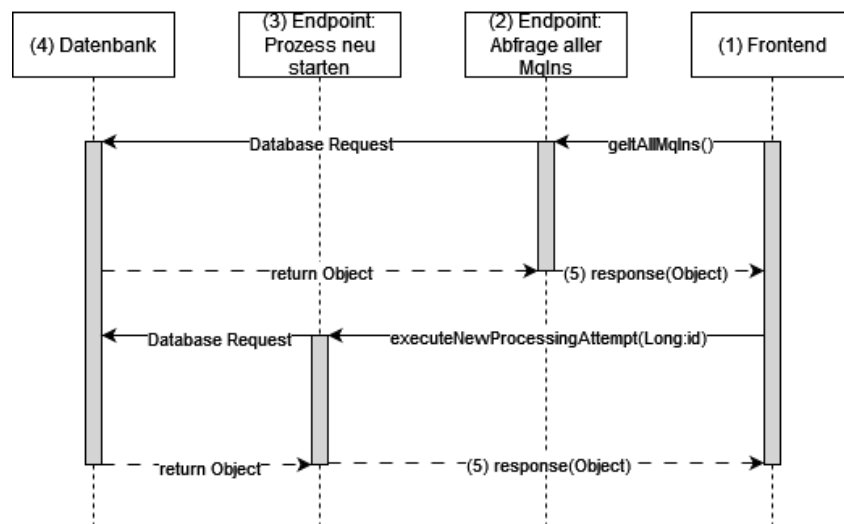 (4) Datenbank
(3) Endpoint:
Prozess neu
starten
(2) Endpoint:
Abfrage aller
MqIns
(1) Frontend
Database Request
geltAllMqIns()
return Object
(5) response(Object)
Database Request
executeNewProcessingAttempt(Long:id)
return Object
(5) response(Object)